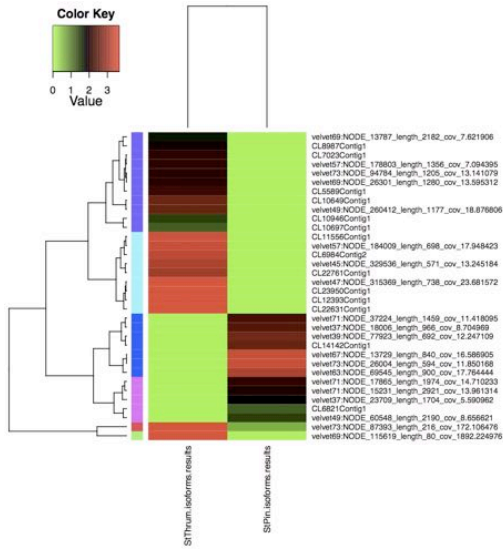 Color Key
0 1 2 3
Value
velvet69:NODE_13787_length_2182_cov_7.621906
CL8987Contig1
CL7023Contig1
velvet57:NODE_178803_length_1356_cov_7.094395
velvet73:NODE_94784_length_1205_cov_13.141079
velvet69:NODE_26301_length_1280_cov_13.595312
CL5589Contig1
CL10649Contig1
velvet49:NODE_260412_length_1177_cov_18.876806
CL10946Contig1
CL10697Contig1
CL11556Contig1
velvet57:NODE_184009_length_698_cov_17.948423
CL6984Contig2
velvet45:NODE_329536_length_571_cov_13.245184
CL22761Contig1
velvet47:NODE_315369_length_738_cov_23.681572
CL23950Contig1
CL12393Contig1
CL22631Contig1
velvet71:NODE_37224_length_1459_cov_11.418095
velvet37:NODE_18006_length_966_cov_8.704969
velvet39:NODE_77923_length_692_cov_12.247109
CL14142Contig1
velvet67:NODE_13729_length_840_cov_16.586905
velvet73:NODE_26004_length_594_cov_11.850168
velvet63:NODE_69545_length_900_cov_17.764444
velvet71:NODE_17865_length_1974_cov_14.710233
velvet71:NODE_15231_length_2921_cov_13.961314
velvet37:NODE_23709_length_1704_cov_5.590962
CL6821Contig1
velvet49:NODE_60548_length_2190_cov_8.656621
velvet73:NODE_87393_length_216_cov_172.106476
velvet69:NODE_115619_length_80_cov_1892.224976
StThrum.isoforms.results
StPin.isoforms.results